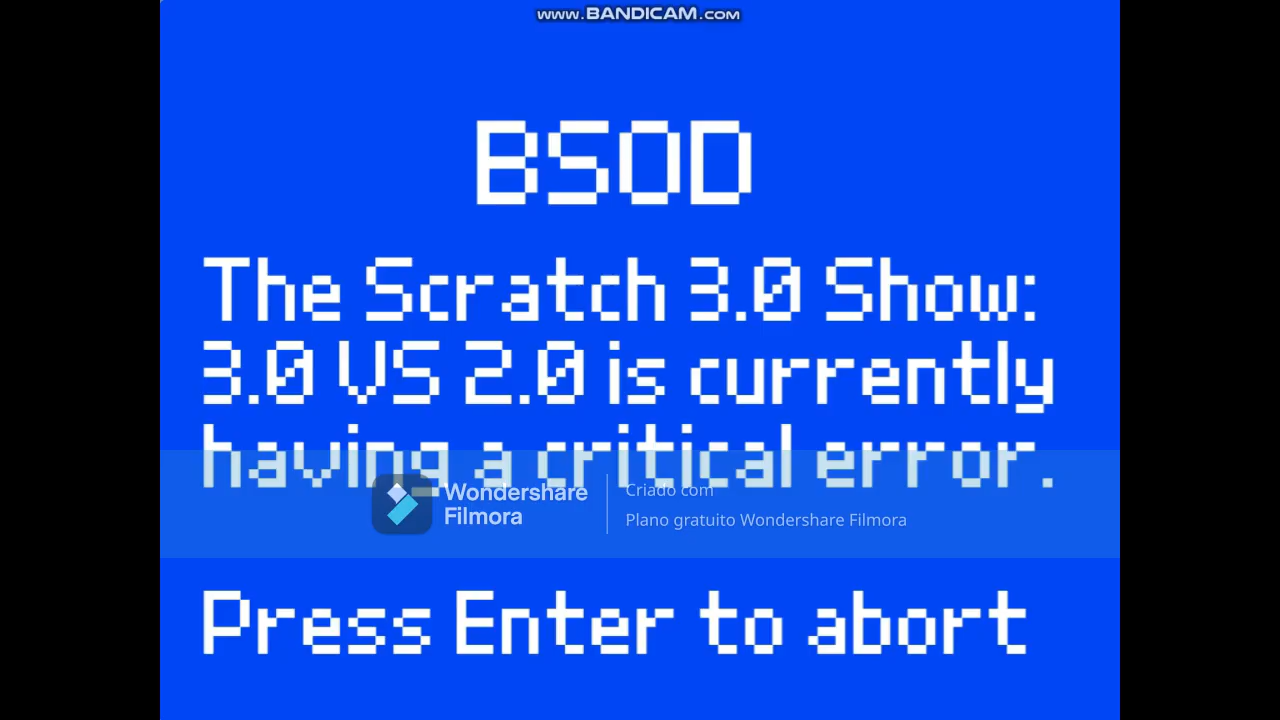 www.BANDICAM.com
BSOD
The Scratch 3.0 Show:
3.0 VS 2.0 is currently
having a critical error.
Wondershare
Filmora
Criado com
Plano gratuito Wondershare Filmora
Press Enter to abort